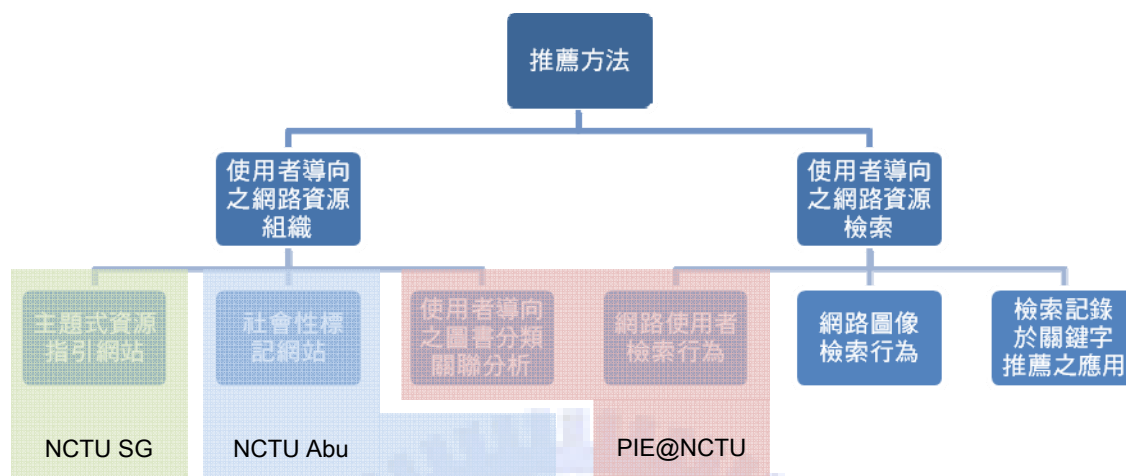 推薦方法
使用者導向
之網路資源
組織
使用者導向
之網路資源
檢索
主題式資源
指引網站
社會性標
記網站
使用者導向
之圖書分類
關聯分析
網路使用者
檢索行為
網路圖像
檢索行為
檢索記錄
於關鍵字
推薦之應用
NCTU SG
NCTU Abu
PIE@NCTU